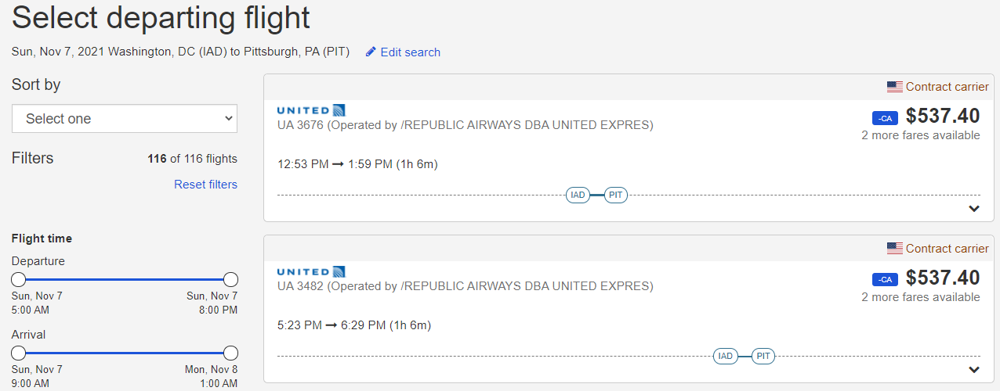 Select departing flight
Sun, Nov 7, 2021 Washington, DC (IAD) to Pittsburgh, PA (PIT) Edit search
Sort by
Select one
Filters 116 of 116 flights
Reset filters
Flight time
Departure
Sun, Nov 7 Sun, Nov 7
5:00 AM 8:00 PM
Arrival
Sun, Nov 7 Mon, Nov 8
9:00 AM 1:00 AM
Contract carrier
UNITED
-CA $537.40
UA 3676 (Operated by /REPUBLIC AIRWAYS DBA UNITED EXPRES)
2 more fares available
12:53 PM → 1:59 PM (1h 6m)
IAD PIT
Contract carrier
UNITED
-CA $537.40
UA 3482 (Operated by /REPUBLIC AIRWAYS DBA UNITED EXPRES)
2 more fares available
5:23 PM → 6:29 PM (1h 6m)
IAD PIT